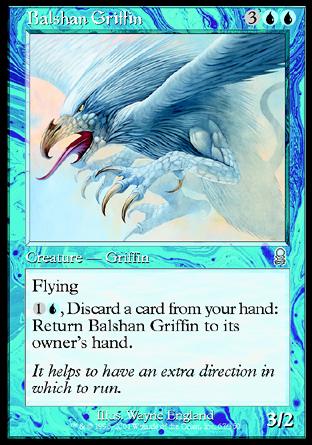 Balshan Griffin 3
Creature — Griffin
Flying
1 , Discard a card from your hand:
Return Balshan Griffin to its
owner's hand.
It helps to have an extra direction in
which to run.
Illus. Wayne England
3/2